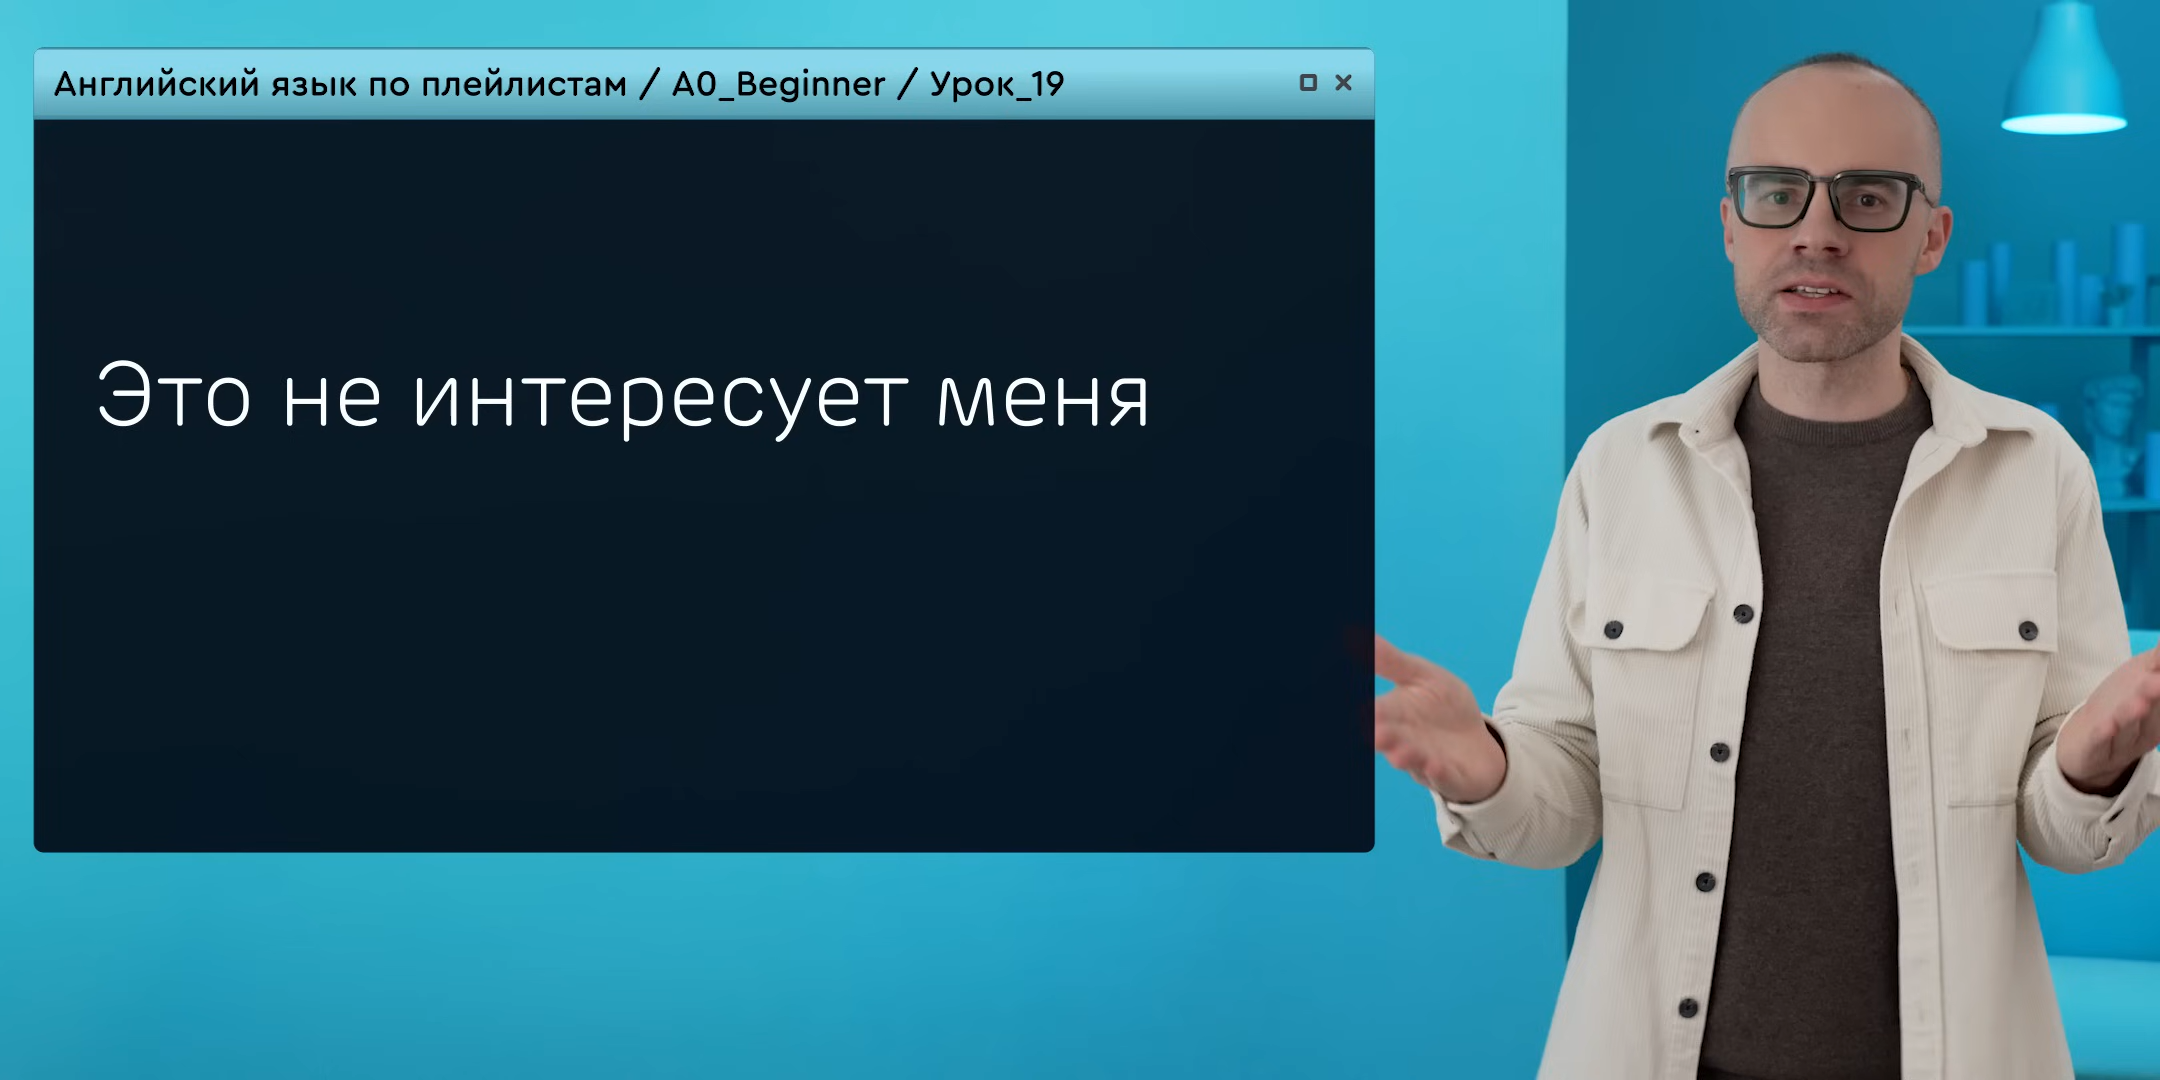 Английский язык по плейлистам / A0_Beginner / Урок_19
Это не интересует меня